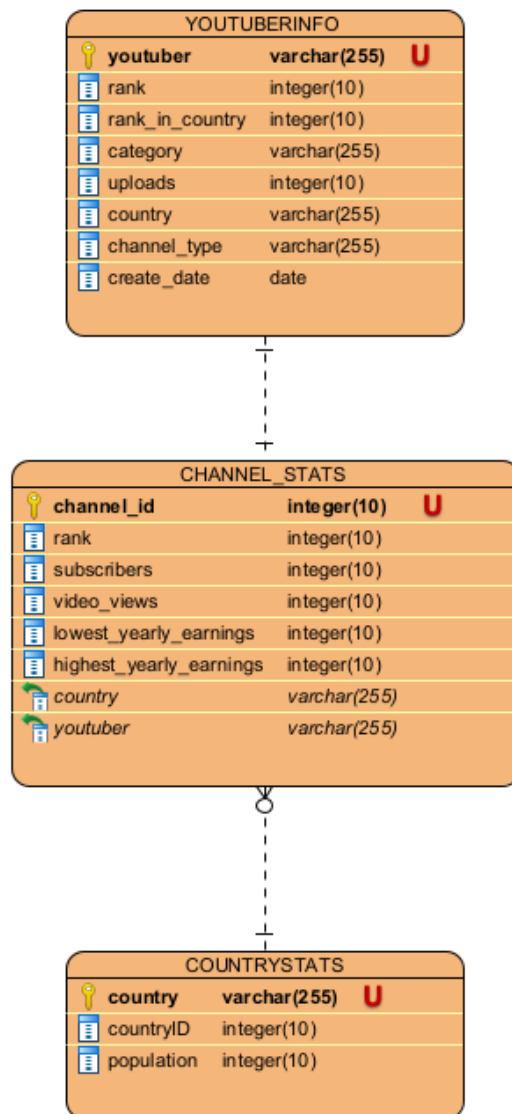 YOUTUBERINFO
youtuber varchar(255) U
rank integer(10)
rank_in_country integer(10)
category varchar(255)
uploads integer(10)
country varchar(255)
channel_type varchar(255)
create_date date
CHANNEL_STATS
channel_id integer(10) U
rank integer(10)
subscribers integer(10)
video_views integer(10)
lowest_yearly_earnings integer(10)
highest_yearly_earnings integer(10)
country varchar(255)
youtuber varchar(255)
COUNTRYSTATS
country varchar(255) U
countryID integer(10)
population integer(10)